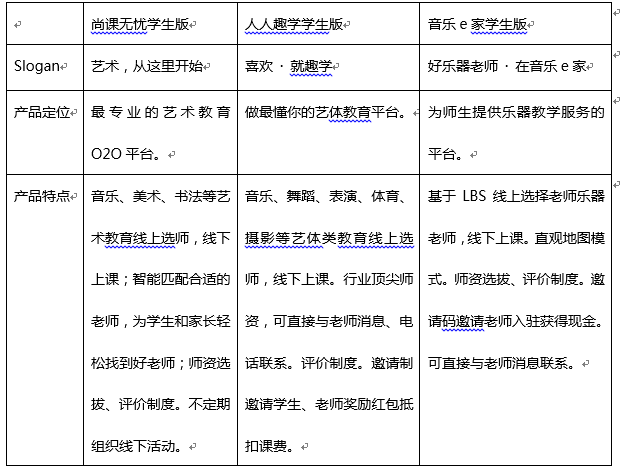 尚课无忧学生版
人人趣学学生版
音乐e家学生版
Slogan
艺术，从这里开始
喜欢·就趣学
好乐器老师·在音乐e家
产品定位
最专业的艺术教育
O2O平台。
做最懂你的艺体教育平台。
为师生提供乐器教学服务的
平台。
产品特点
音乐、美术、书法等艺
术教育线上选师，线下
上课；智能匹配合适的
老师，为学生和家长轻
松找到好老师；师资选
拔、评价制度。不定期
组织线下活动。
音乐、舞蹈、表演、体育、
摄影等艺体类教育线上选
师，线下上课。行业顶尖师
资，可直接与老师消息、电
话联系。评价制度。邀请制
邀请学生、老师奖励红包抵
扣课费。
基于 LBS 线上选择老师乐器
老师，线下上课。直观地图模
式。师资选拔、评价制度。邀
请码邀请老师入驻获得现金。
可直接与老师消息联系。